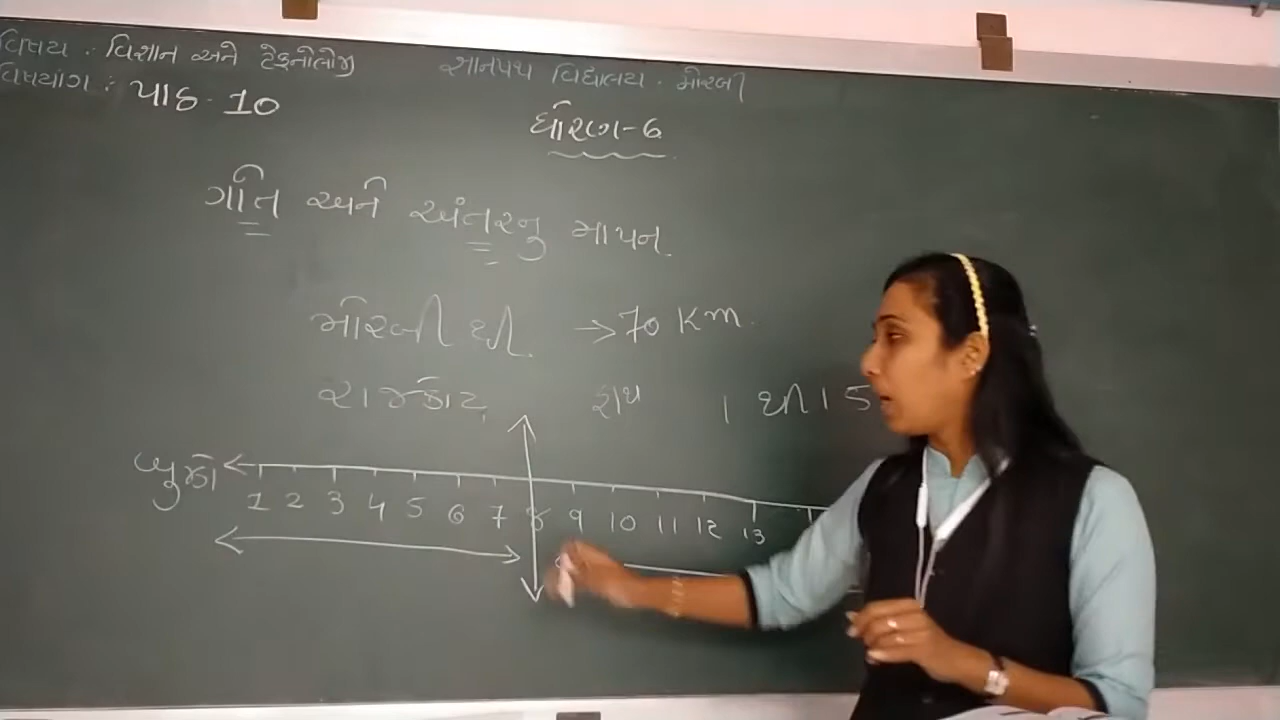 વિષય : વિજ્ઞાન અને ટેકનોલોજી
જ્ઞાનપથ વિદ્યાલય . મોરબી
વિષયાંગ : પાઠ - 10
ધોરણ - 6
ગતિ અને અંતરનુ માપન.
મોરબી થી. → 70 Km.
રાજકોટ, હાથ 1 થી 15
1 2 3 4 5 6 7 8 9 10 11 12 13